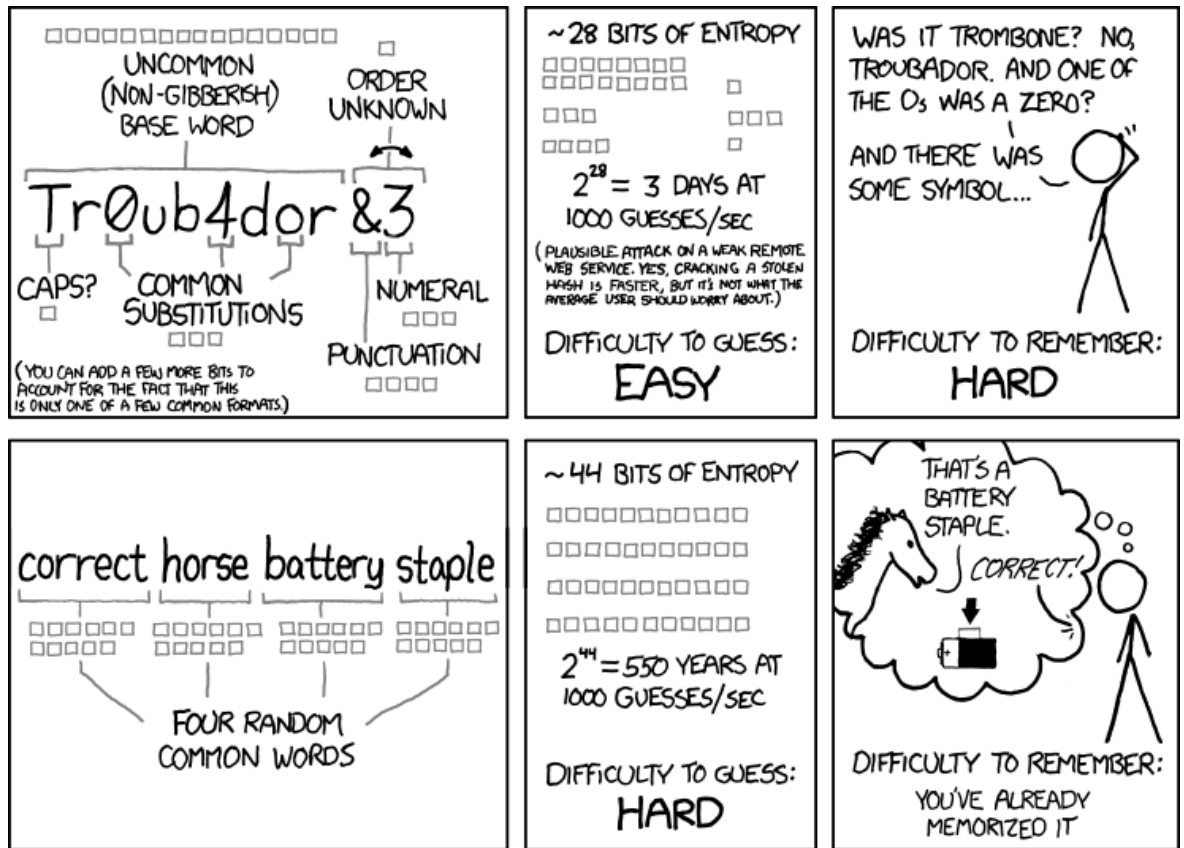 UNCOMMON
(NON-GIBBERISH)
BASE WORD
ORDER
UNKNOWN
Tr0ub4dor &3
CAPS?
COMMON
SUBSTITUTIONS
NUMERAL
PUNCTUATION
(YOU CAN ADD A FEW MORE BITS TO
ACCOUNT FOR THE FACT THAT THIS
IS ONLY ONE OF A FEW COMMON FORMATS.)
~28 BITS OF ENTROPY
2²⁸ = 3 DAYS AT
1000 GUESSES/SEC
(PLAUSIBLE ATTACK ON A WEAK REMOTE
WEB SERVICE. YES, CRACKING A STOLEN
HASH IS FASTER, BUT IT'S NOT WHAT THE
AVERAGE USER SHOULD WORRY ABOUT.)
DIFFICULTY TO GUESS:
EASY
WAS IT TROMBONE? NO,
TROUBADOR. AND ONE OF
THE Os WAS A ZERO?
AND THERE WAS
SOME SYMBOL...
DIFFICULTY TO REMEMBER:
HARD
correct horse battery staple
FOUR RANDOM
COMMON WORDS
~44 BITS OF ENTROPY
2⁴⁴ = 550 YEARS AT
1000 GUESSES/SEC
DIFFICULTY TO GUESS:
HARD
THAT'S A
BATTERY
STAPLE.
CORRECT!
+
DIFFICULTY TO REMEMBER:
YOU'VE ALREADY
MEMORIZED IT